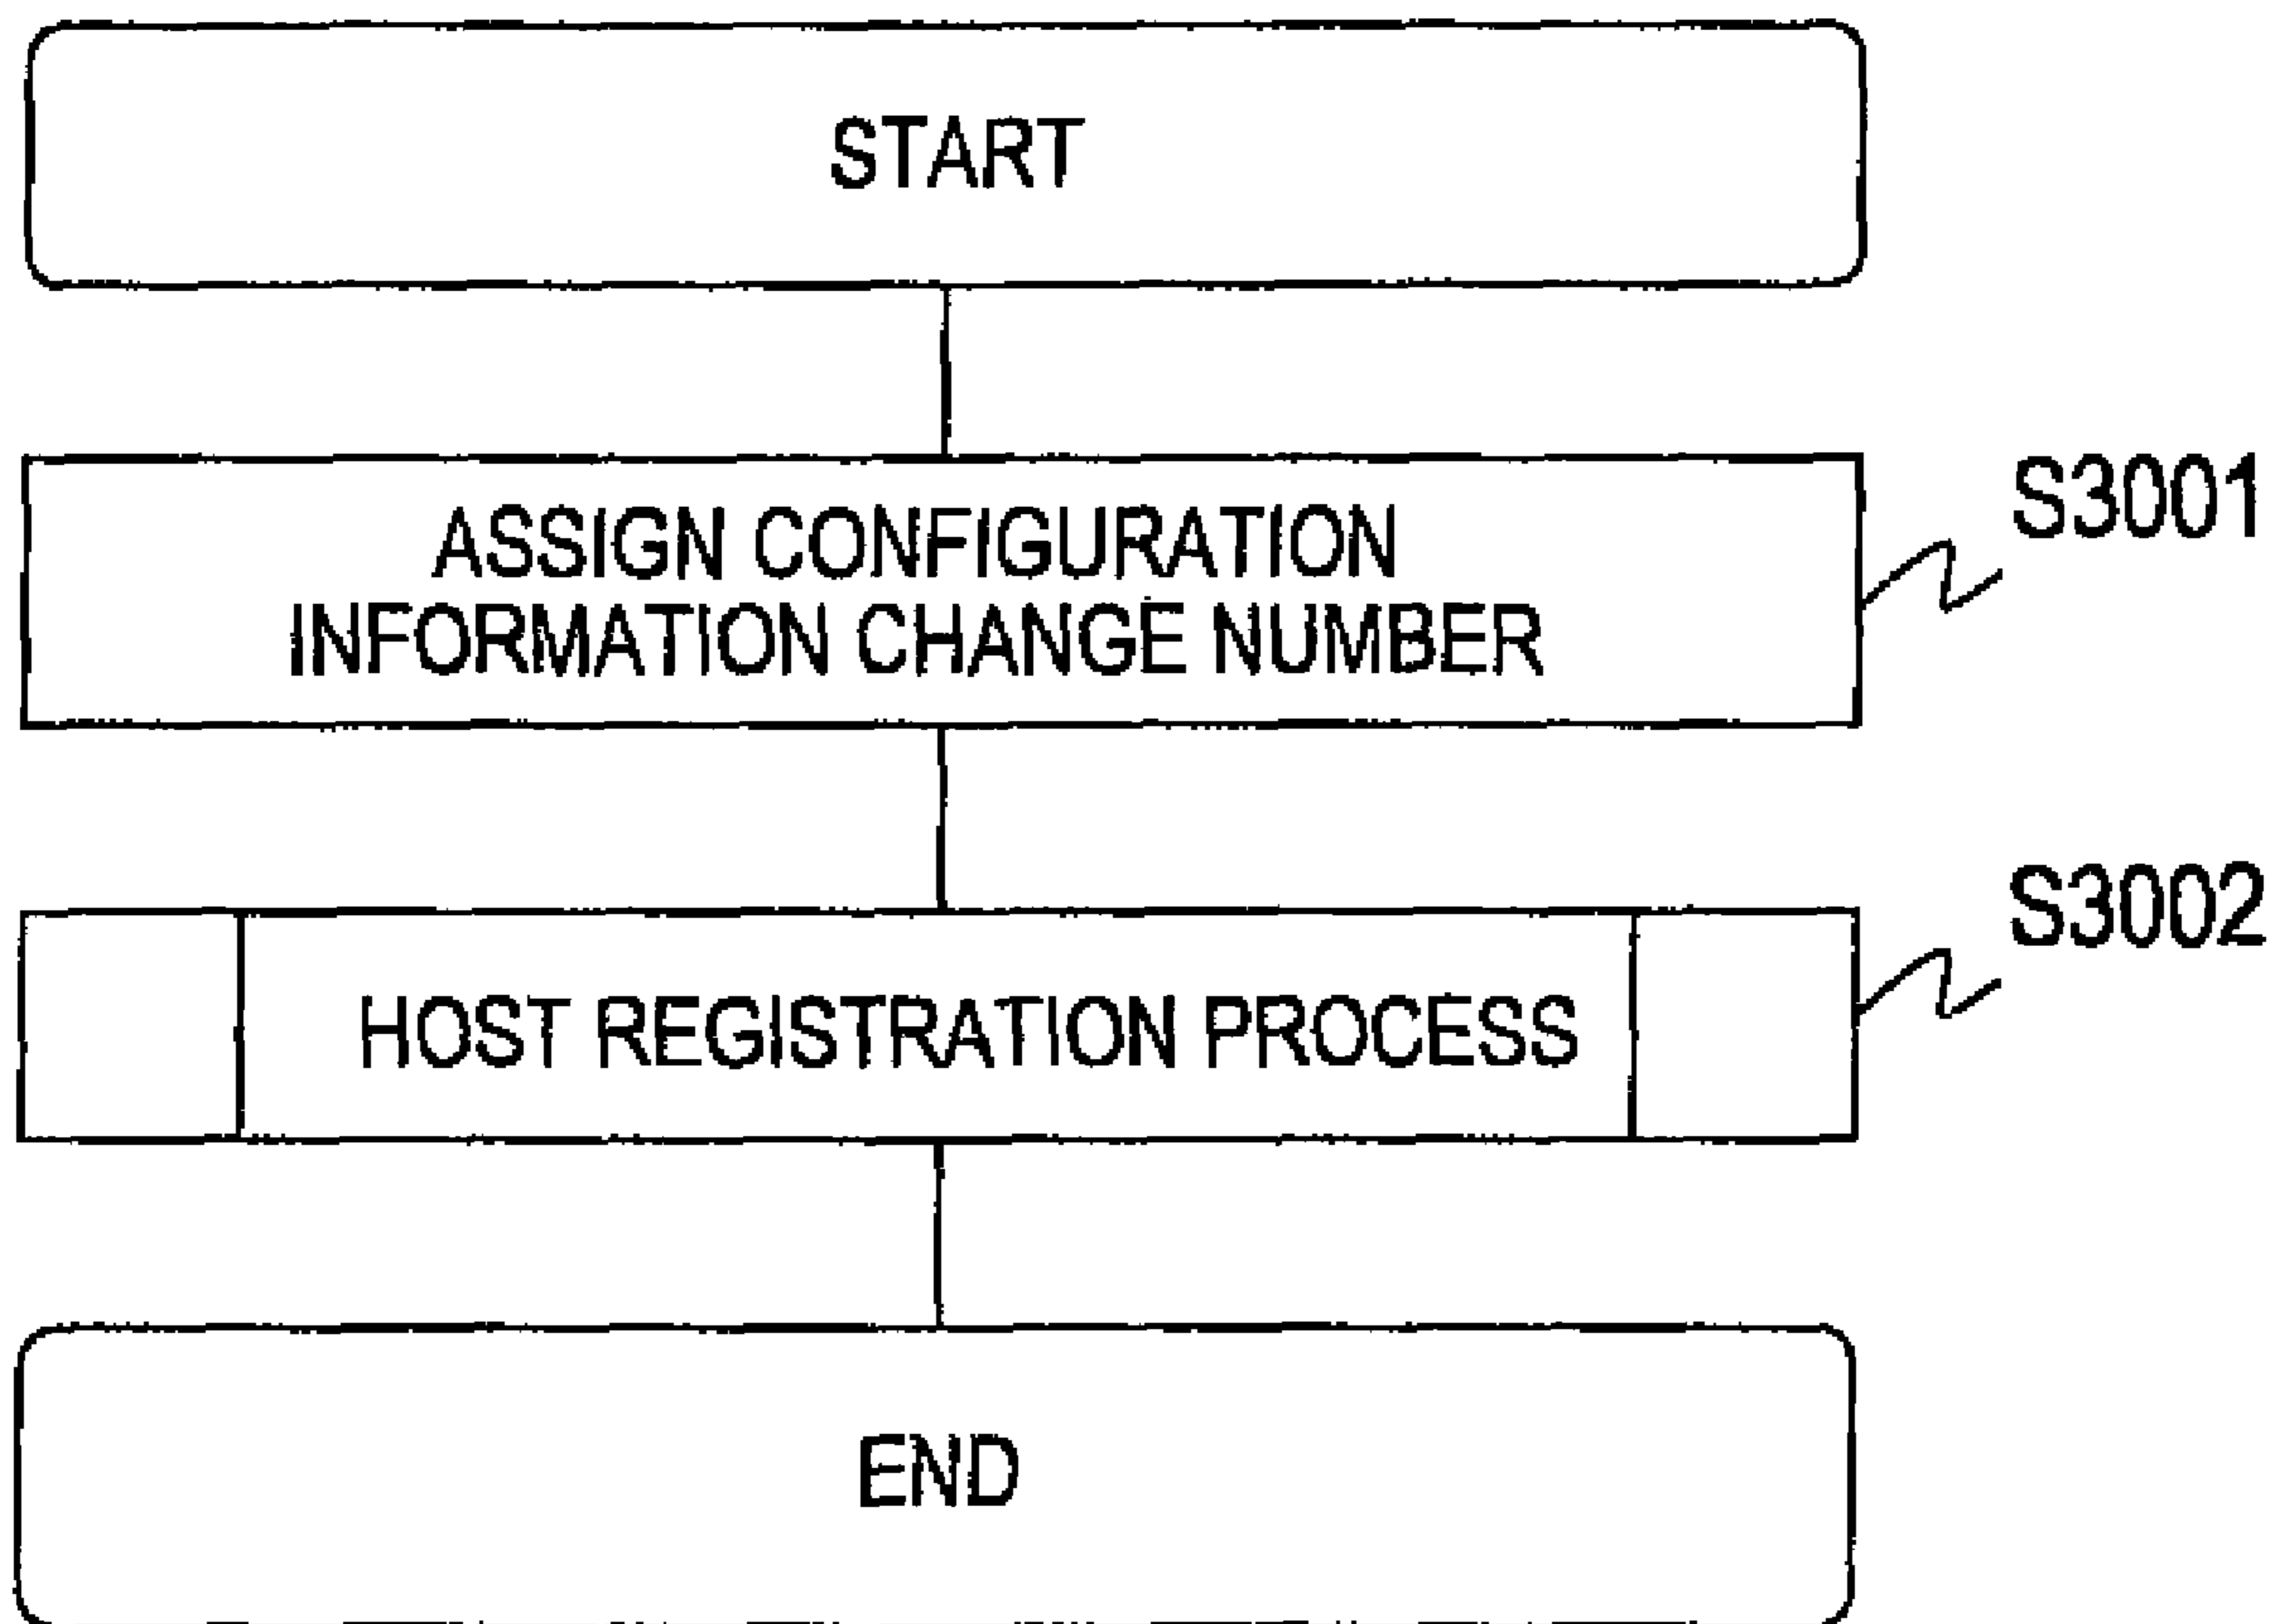 START
ASSIGN CONFIGURATION
INFORMATION CHANGE NUMBER
S3001
HOST REGISTRATION PROCESS
S3002
END